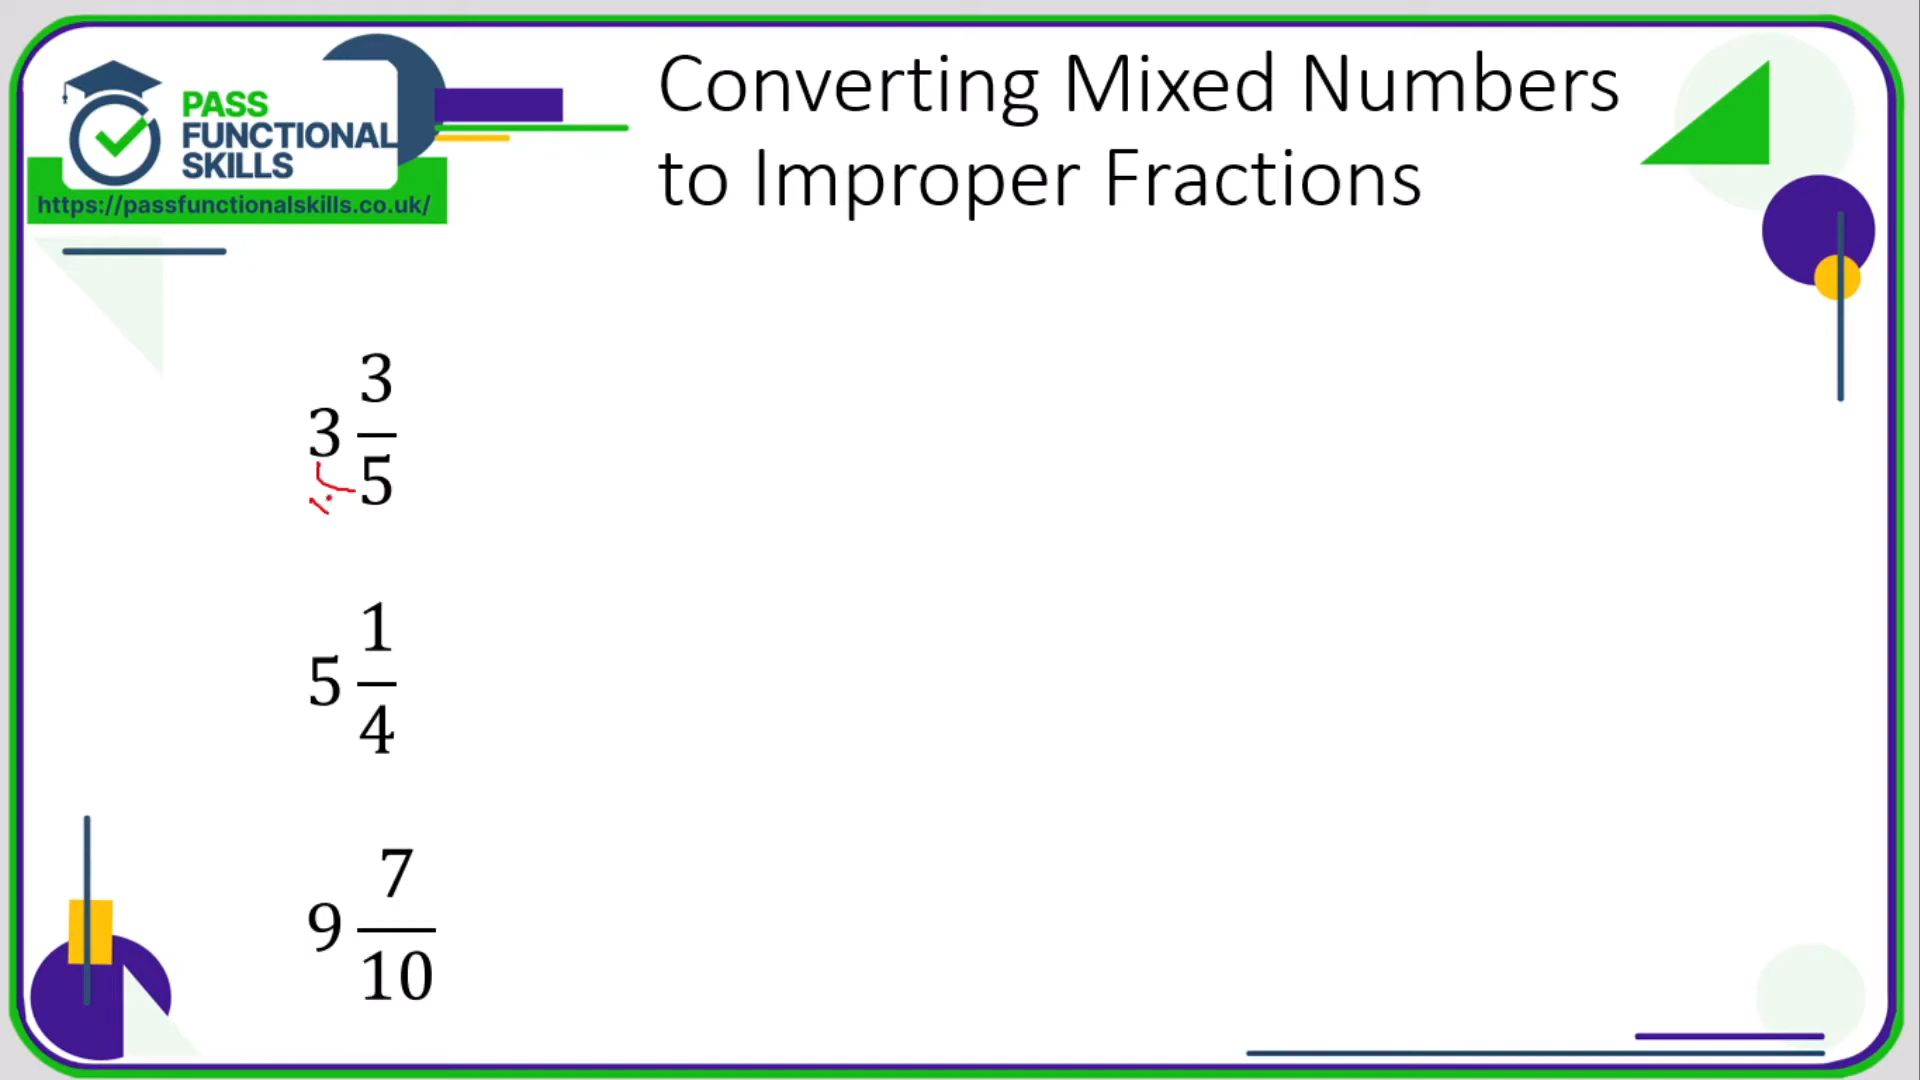 PASS
FUNCTIONAL
SKILLS
https://passfunctionalskills.co.uk/
Converting Mixed Numbers
to Improper Fractions
3 3/5
5 1/4
9 7/10